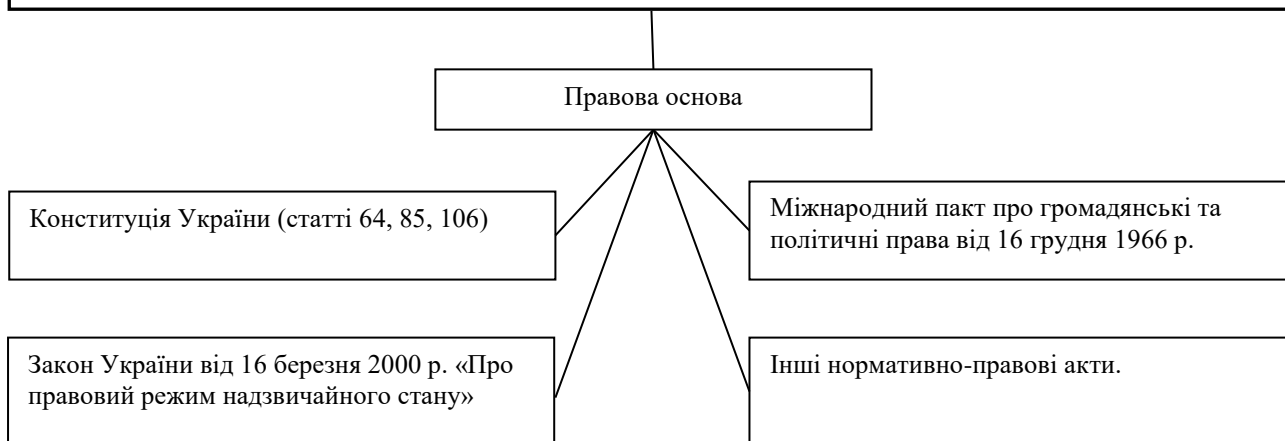 Правова основа
Конституція України (статті 64, 85, 106)
Міжнародний пакт про громадянські та
політичні права від 16 грудня 1966 р.
Закон України від 16 березня 2000 р. «Про
правовий режим надзвичайного стану»
Інші нормативно-правові акти.